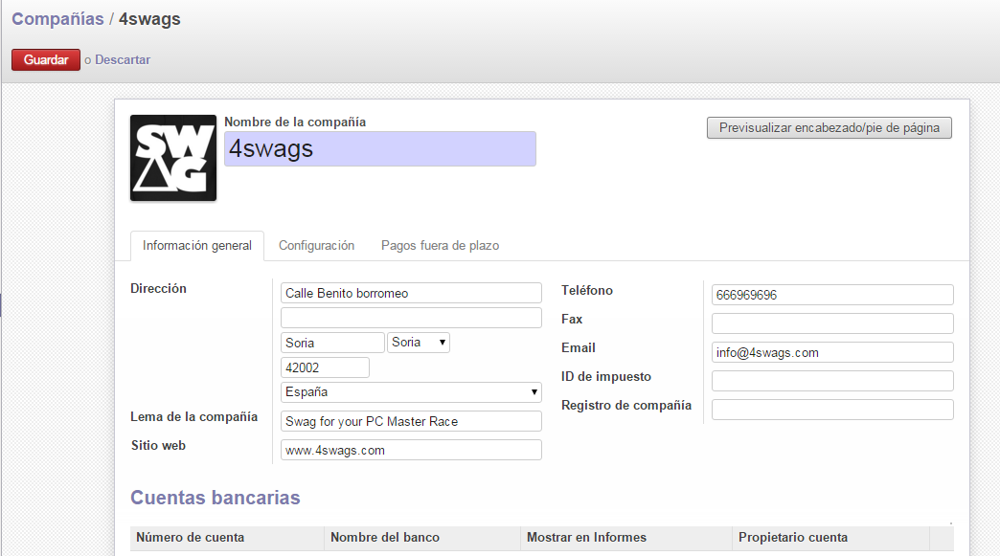 Compañías / 4swags
Guardar o Descartar
SW
AG
Nombre de la compañía
4swags
Previsualizar encabezado/pie de página
Información general Configuración Pagos fuera de plazo
Dirección
Calle Benito borromeo
Soria Soria
42002
España
Lema de la compañía Swag for your PC Master Race
Sitio web www.4swags.com
Teléfono 666969696
Fax
Email info@4swags.com
ID de impuesto
Registro de compañía
Cuentas bancarias
Número de cuenta Nombre del banco Mostrar en Informes Propietario cuenta